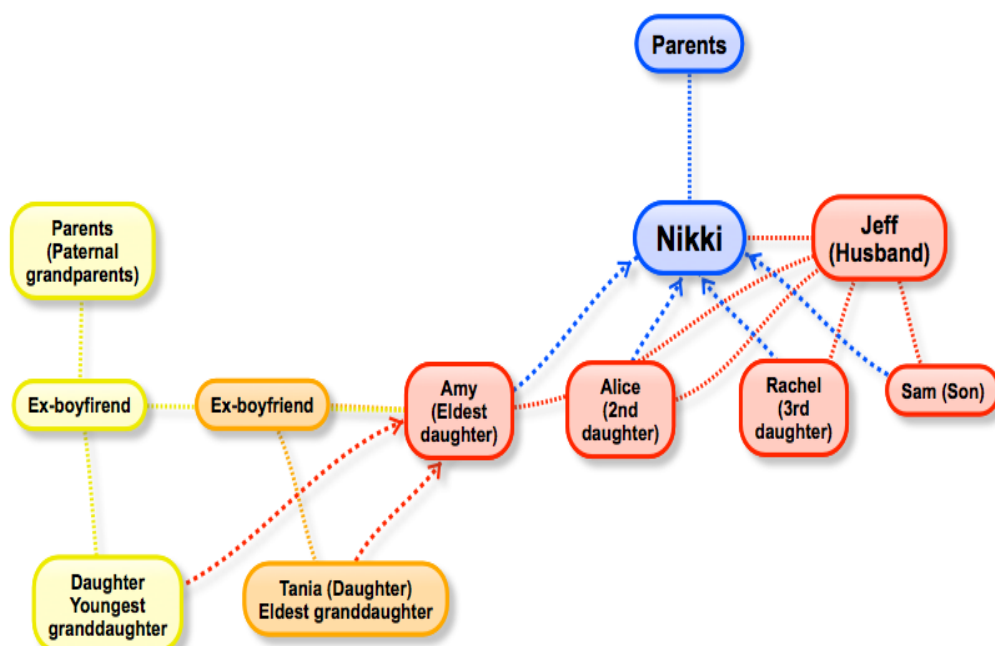 Parents
Nikki
Jeff
(Husband)
Parents
(Paternal
grandparents)
Ex-boyfirend
Ex-boyfriend
Amy
(Eldest
daughter)
Alice
(2nd
daughter)
Rachel
(3rd
daughter)
Sam (Son)
Daughter
Youngest
granddaughter
Tania (Daughter)
Eldest granddaughter